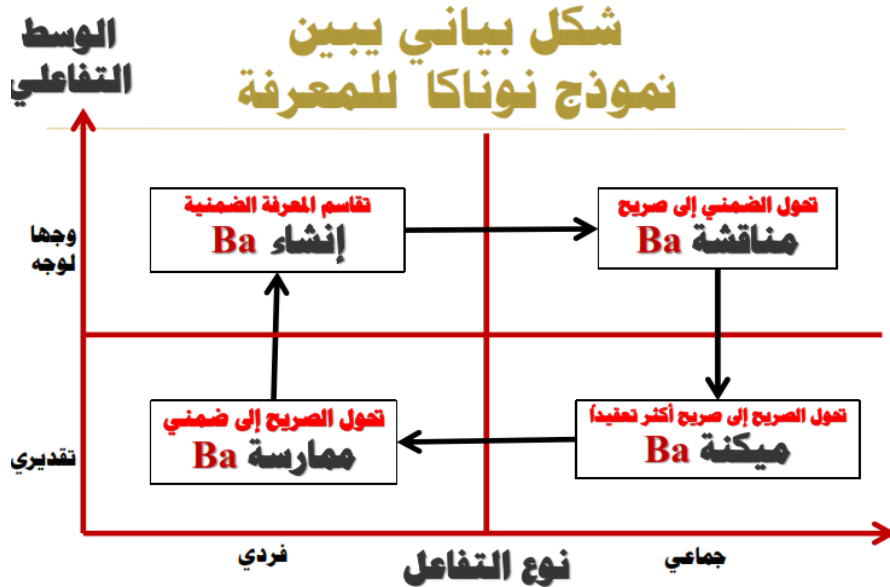 شكل بياني يبين
نموذج نوناكا للمعرفة
الوسط
التفاعلي
تحول الضمني إلى صريح
مناقشة Ba
تقاسم المعرفة الضمنية
إنشاء Ba
وجها
لوجه
تحول الصريح إلى صريح أكثر تعقيداً
ميكنة Ba
تحول الصريح إلى ضمني
ممارسة Ba
تقديري
جماعي
نوع التفاعل
فردي